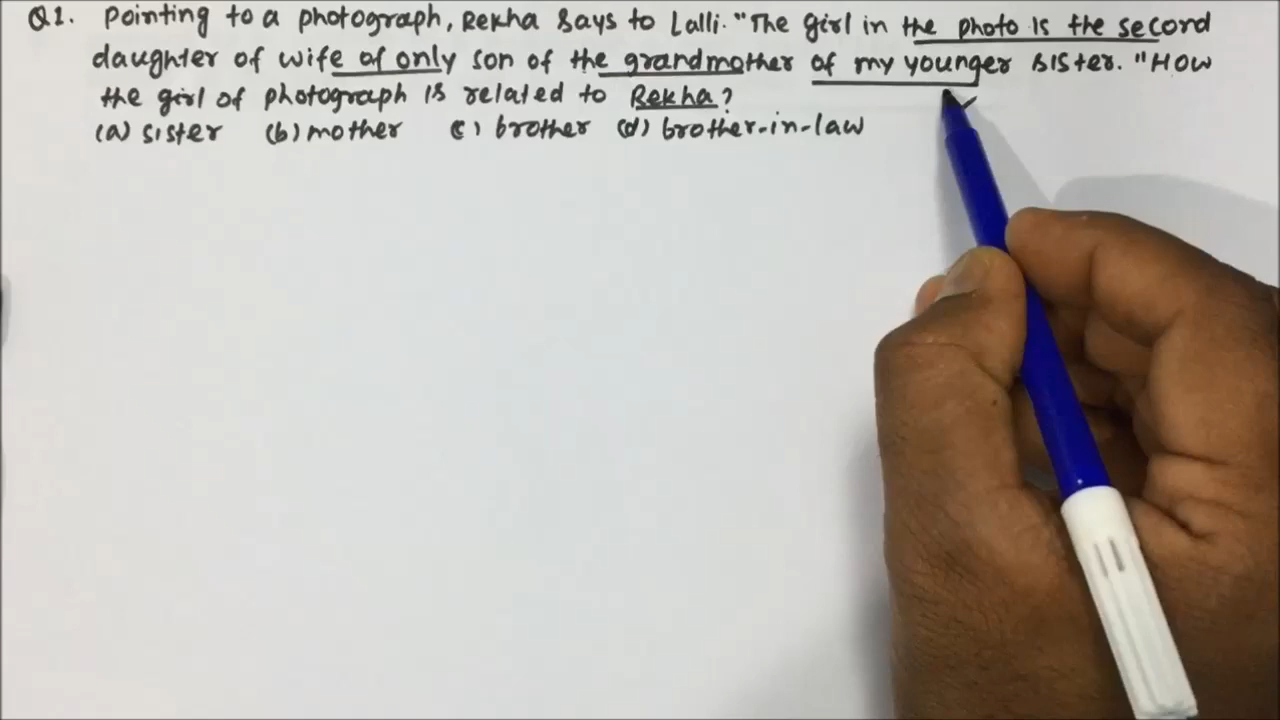 Q1. Pointing to a photograph, Rekha Says to Lalli. "The girl in the photo is the second
daughter of wife of only son of the grandmother of my younger sister. "How
the girl of photograph is related to Rekha?
(a) sister (b) mother (c) brother (d) brother-in-law